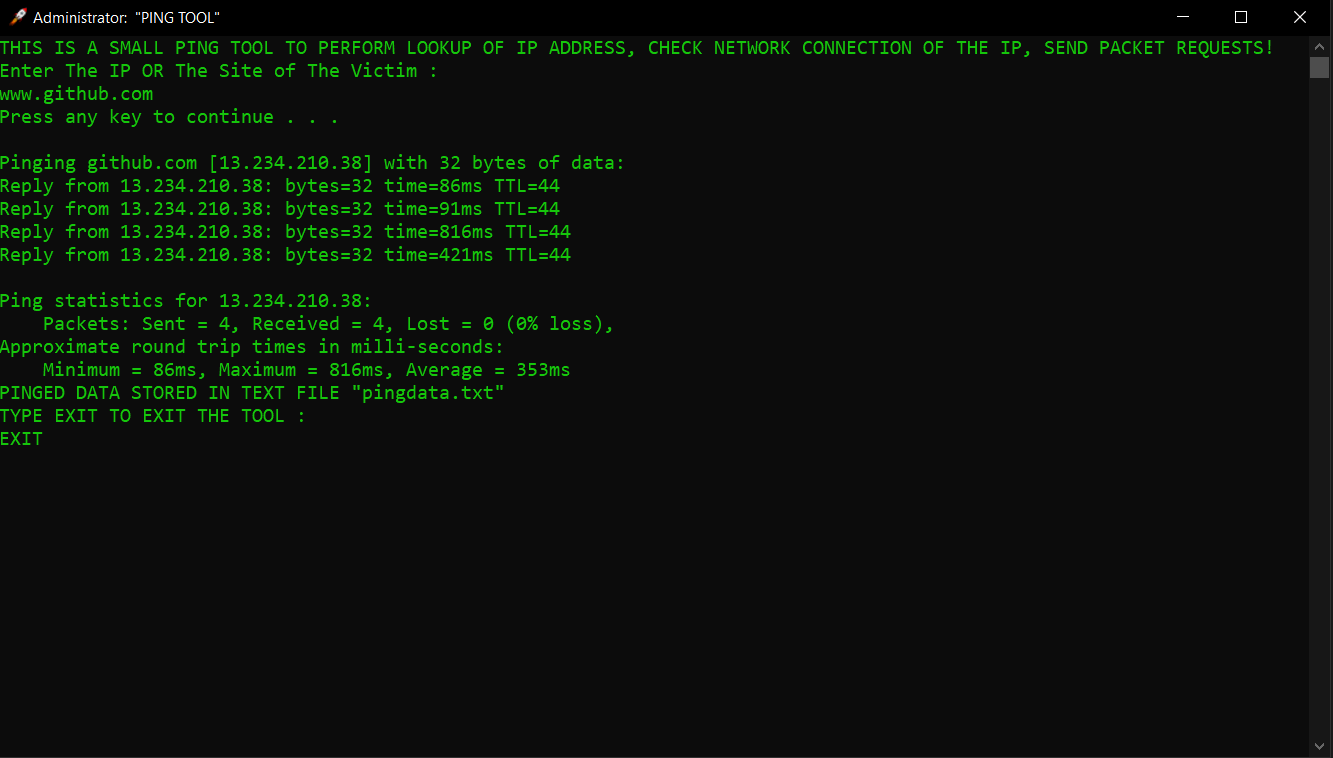 Administrator: "PING TOOL"
THIS IS A SMALL PING TOOL TO PERFORM LOOKUP OF IP ADDRESS, CHECK NETWORK CONNECTION OF THE IP, SEND PACKET REQUESTS!
Enter The IP OR The Site of The Victim :
www.github.com
Press any key to continue . . .
Pinging github.com [13.234.210.38] with 32 bytes of data:
Reply from 13.234.210.38: bytes=32 time=86ms TTL=44
Reply from 13.234.210.38: bytes=32 time=91ms TTL=44
Reply from 13.234.210.38: bytes=32 time=816ms TTL=44
Reply from 13.234.210.38: bytes=32 time=421ms TTL=44
Ping statistics for 13.234.210.38:
    Packets: Sent = 4, Received = 4, Lost = 0 (0% loss),
Approximate round trip times in milli-seconds:
    Minimum = 86ms, Maximum = 816ms, Average = 353ms
PINGED DATA STORED IN TEXT FILE "pingdata.txt"
TYPE EXIT TO EXIT THE TOOL :
EXIT